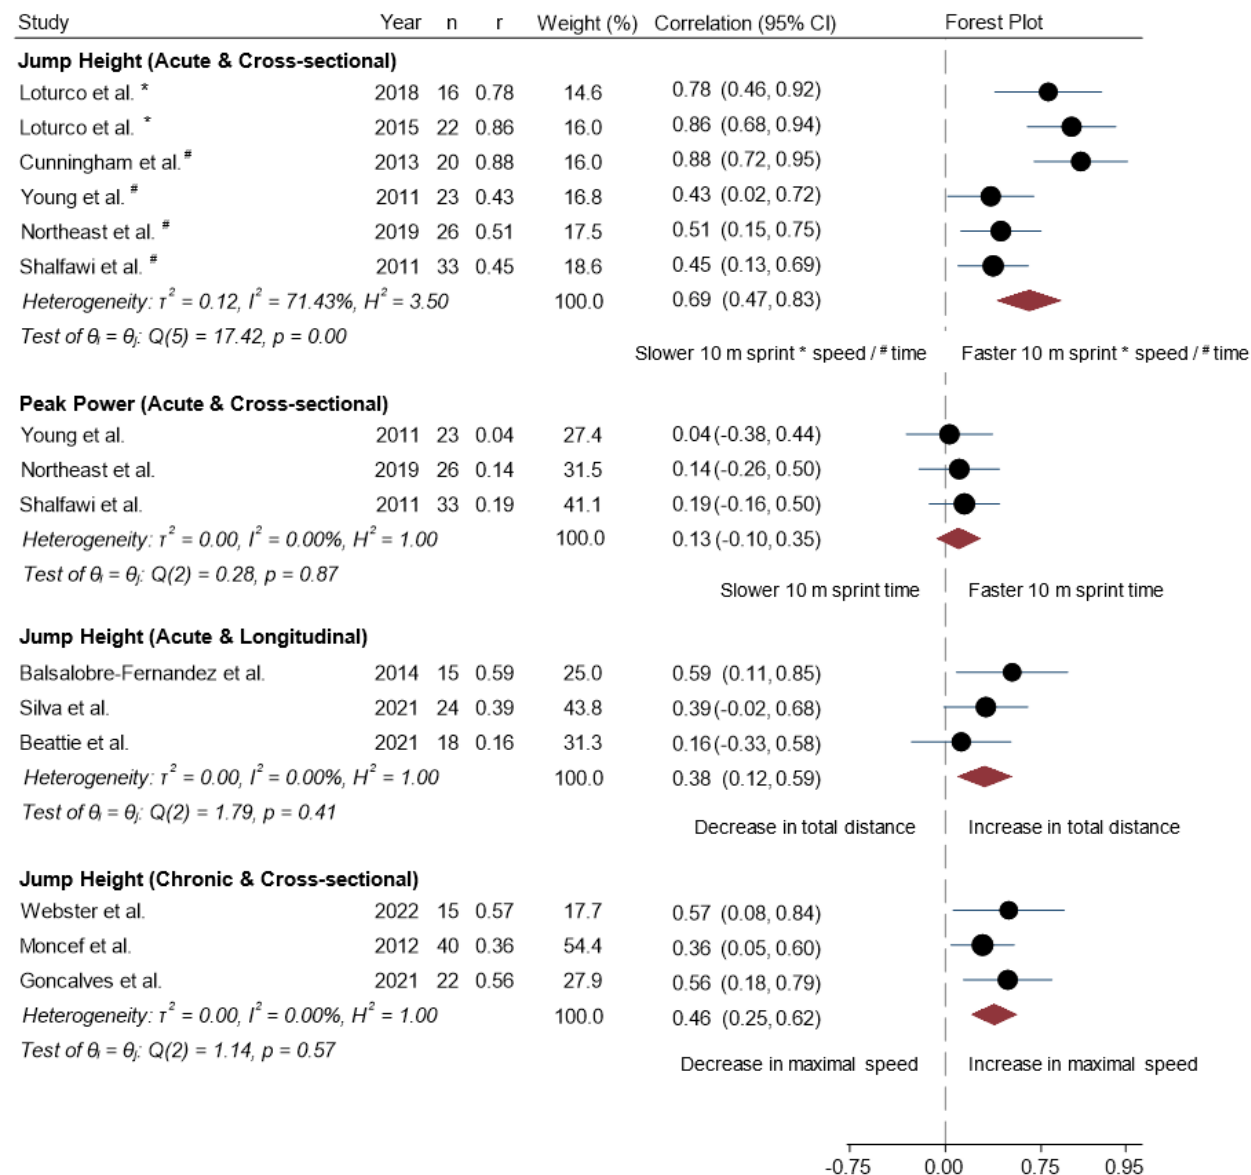 Study Year n r Weight (%) Correlation (95% CI) Forest Plot
Jump Height (Acute & Cross-sectional)
Loturco et al. * 2018 16 0.78 14.6 0.78 (0.46, 0.92)
Loturco et al. * 2015 22 0.86 16.0 0.86 (0.68, 0.94)
Cunningham et al.# 2013 20 0.88 16.0 0.88 (0.72, 0.95)
Young et al. # 2011 23 0.43 16.8 0.43 (0.02, 0.72)
Northeast et al. # 2019 26 0.51 17.5 0.51 (0.15, 0.75)
Shalfawi et al. # 2011 33 0.45 18.6 0.45 (0.13, 0.69)
Heterogeneity: τ² = 0.12, I² = 71.43%, H² = 3.50 100.0 0.69 (0.47, 0.83)
Test of θᵢ = θⱼ: Q(5) = 17.42, p = 0.00
Slower 10 m sprint * speed / # time Faster 10 m sprint * speed / # time
Peak Power (Acute & Cross-sectional)
Young et al. 2011 23 0.04 27.4 0.04 (-0.38, 0.44)
Northeast et al. 2019 26 0.14 31.5 0.14 (-0.26, 0.50)
Shalfawi et al. 2011 33 0.19 41.1 0.19 (-0.16, 0.50)
Heterogeneity: τ² = 0.00, I² = 0.00%, H² = 1.00 100.0 0.13 (-0.10, 0.35)
Test of θᵢ = θⱼ: Q(2) = 0.28, p = 0.87
Slower 10 m sprint time Faster 10 m sprint time
Jump Height (Acute & Longitudinal)
Balsalobre-Fernandez et al. 2014 15 0.59 25.0 0.59 (0.11, 0.85)
Silva et al. 2021 24 0.39 43.8 0.39 (-0.02, 0.68)
Beattie et al. 2021 18 0.16 31.3 0.16 (-0.33, 0.58)
Heterogeneity: τ² = 0.00, I² = 0.00%, H² = 1.00 100.0 0.38 (0.12, 0.59)
Test of θᵢ = θⱼ: Q(2) = 1.79, p = 0.41
Decrease in total distance Increase in total distance
Jump Height (Chronic & Cross-sectional)
Webster et al. 2022 15 0.57 17.7 0.57 (0.08, 0.84)
Moncef et al. 2012 40 0.36 54.4 0.36 (0.05, 0.60)
Goncalves et al. 2021 22 0.56 27.9 0.56 (0.18, 0.79)
Heterogeneity: τ² = 0.00, I² = 0.00%, H² = 1.00 100.0 0.46 (0.25, 0.62)
Test of θᵢ = θⱼ: Q(2) = 1.14, p = 0.57
Decrease in maximal speed Increase in maximal speed
-0.75 0.00 0.75 0.95